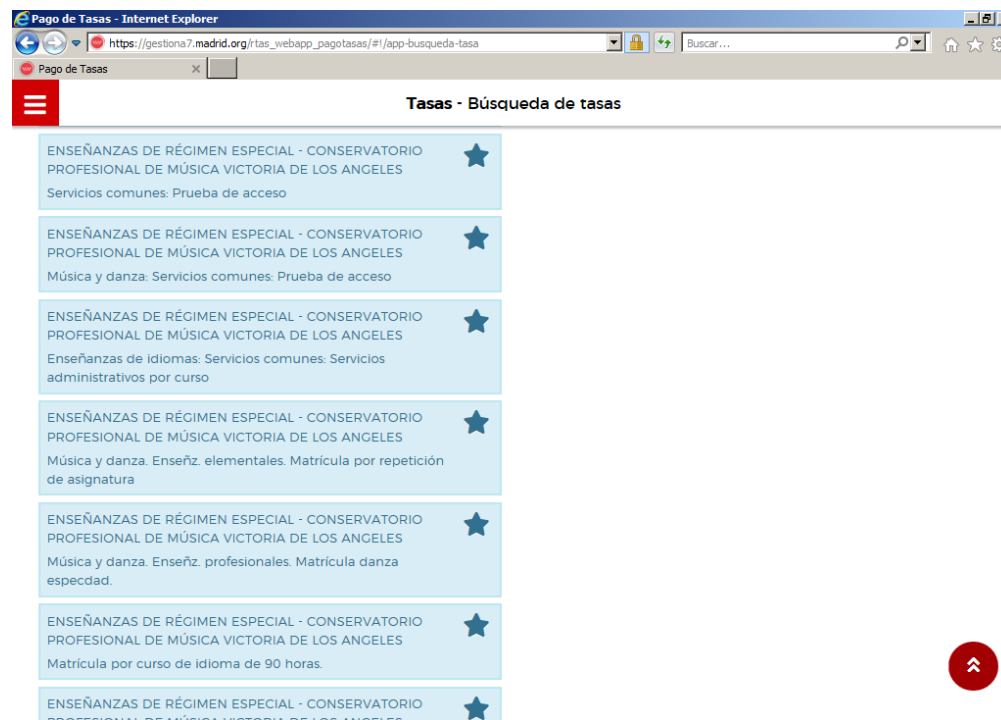 Pago de Tasas - Internet Explorer
https://gestiona7.madrid.org/rtas_webapp_pagotasas/#!/app-busqueda-tasa
Buscar...
Pago de Tasas
Tasas - Búsqueda de tasas
ENSEÑANZAS DE RÉGIMEN ESPECIAL - CONSERVATORIO
PROFESIONAL DE MÚSICA VICTORIA DE LOS ANGELES
Servicios comunes: Prueba de acceso
ENSEÑANZAS DE RÉGIMEN ESPECIAL - CONSERVATORIO
PROFESIONAL DE MÚSICA VICTORIA DE LOS ANGELES
Música y danza: Servicios comunes: Prueba de acceso
ENSEÑANZAS DE RÉGIMEN ESPECIAL - CONSERVATORIO
PROFESIONAL DE MÚSICA VICTORIA DE LOS ANGELES
Enseñanzas de idiomas: Servicios comunes: Servicios
administrativos por curso
ENSEÑANZAS DE RÉGIMEN ESPECIAL - CONSERVATORIO
PROFESIONAL DE MÚSICA VICTORIA DE LOS ANGELES
Música y danza. Enseñz. elementales. Matrícula por repetición
de asignatura
ENSEÑANZAS DE RÉGIMEN ESPECIAL - CONSERVATORIO
PROFESIONAL DE MÚSICA VICTORIA DE LOS ANGELES
Música y danza. Enseñz. profesionales. Matrícula danza
especdad.
ENSEÑANZAS DE RÉGIMEN ESPECIAL - CONSERVATORIO
PROFESIONAL DE MÚSICA VICTORIA DE LOS ANGELES
Matrícula por curso de idioma de 90 horas.
ENSEÑANZAS DE RÉGIMEN ESPECIAL - CONSERVATORIO
PROFESIONAL DE MÚSICA VICTORIA DE LOS ANGELES